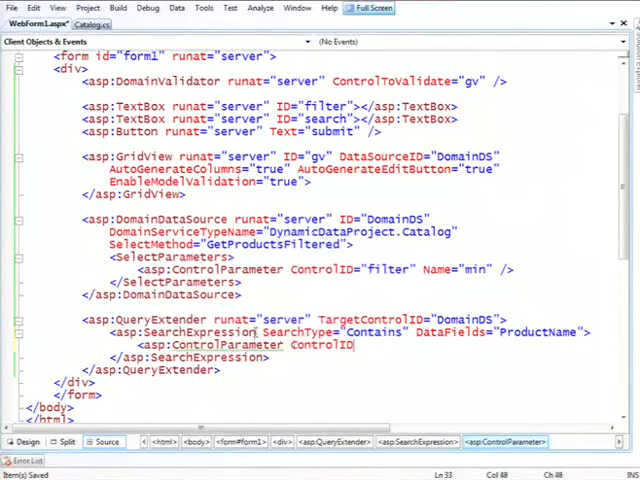 File Edit View Project Build Debug Data Tools Test Analyze Window Help Full Screen
WebForm1.aspx* Catalog.cs
Client Objects & Events (No Events)
<form id="form1" runat="server">
<div>
<asp:DomainValidator runat="server" ControlToValidate="gv" />
<asp:TextBox runat="server" ID="filter"></asp:TextBox>
<asp:TextBox runat="server" ID="search"></asp:TextBox>
<asp:Button runat="server" Text="submit" />
<asp:GridView runat="server" ID="gv" DataSourceID="DomainDS"
AutoGenerateColumns="true" AutoGenerateEditButton="true"
EnableModelValidation="true">
</asp:GridView>
<asp:DomainDataSource runat="server" ID="DomainDS"
DomainServiceTypeName="DynamicDataProject.Catalog"
SelectMethod="GetProductsFiltered">
<SelectParameters>
<asp:ControlParameter ControlID="filter" Name="min" />
</SelectParameters>
</asp:DomainDataSource>
<asp:QueryExtender runat="server" TargetControlID="DomainDS">
<asp:SearchExpression SearchType="Contains" DataFields="ProductName">
<asp:ControlParameter ControlID
</asp:SearchExpression>
</asp:QueryExtender>
</div>
</form>
</body>
</html>
Design Split Source <html> <body> <form#form1> <div> <asp:QueryExtender> <asp:SearchExpression> <asp:ControlParameter>
Error List
Item(s) Saved Ln 33 Col 48 Ch 48 INS